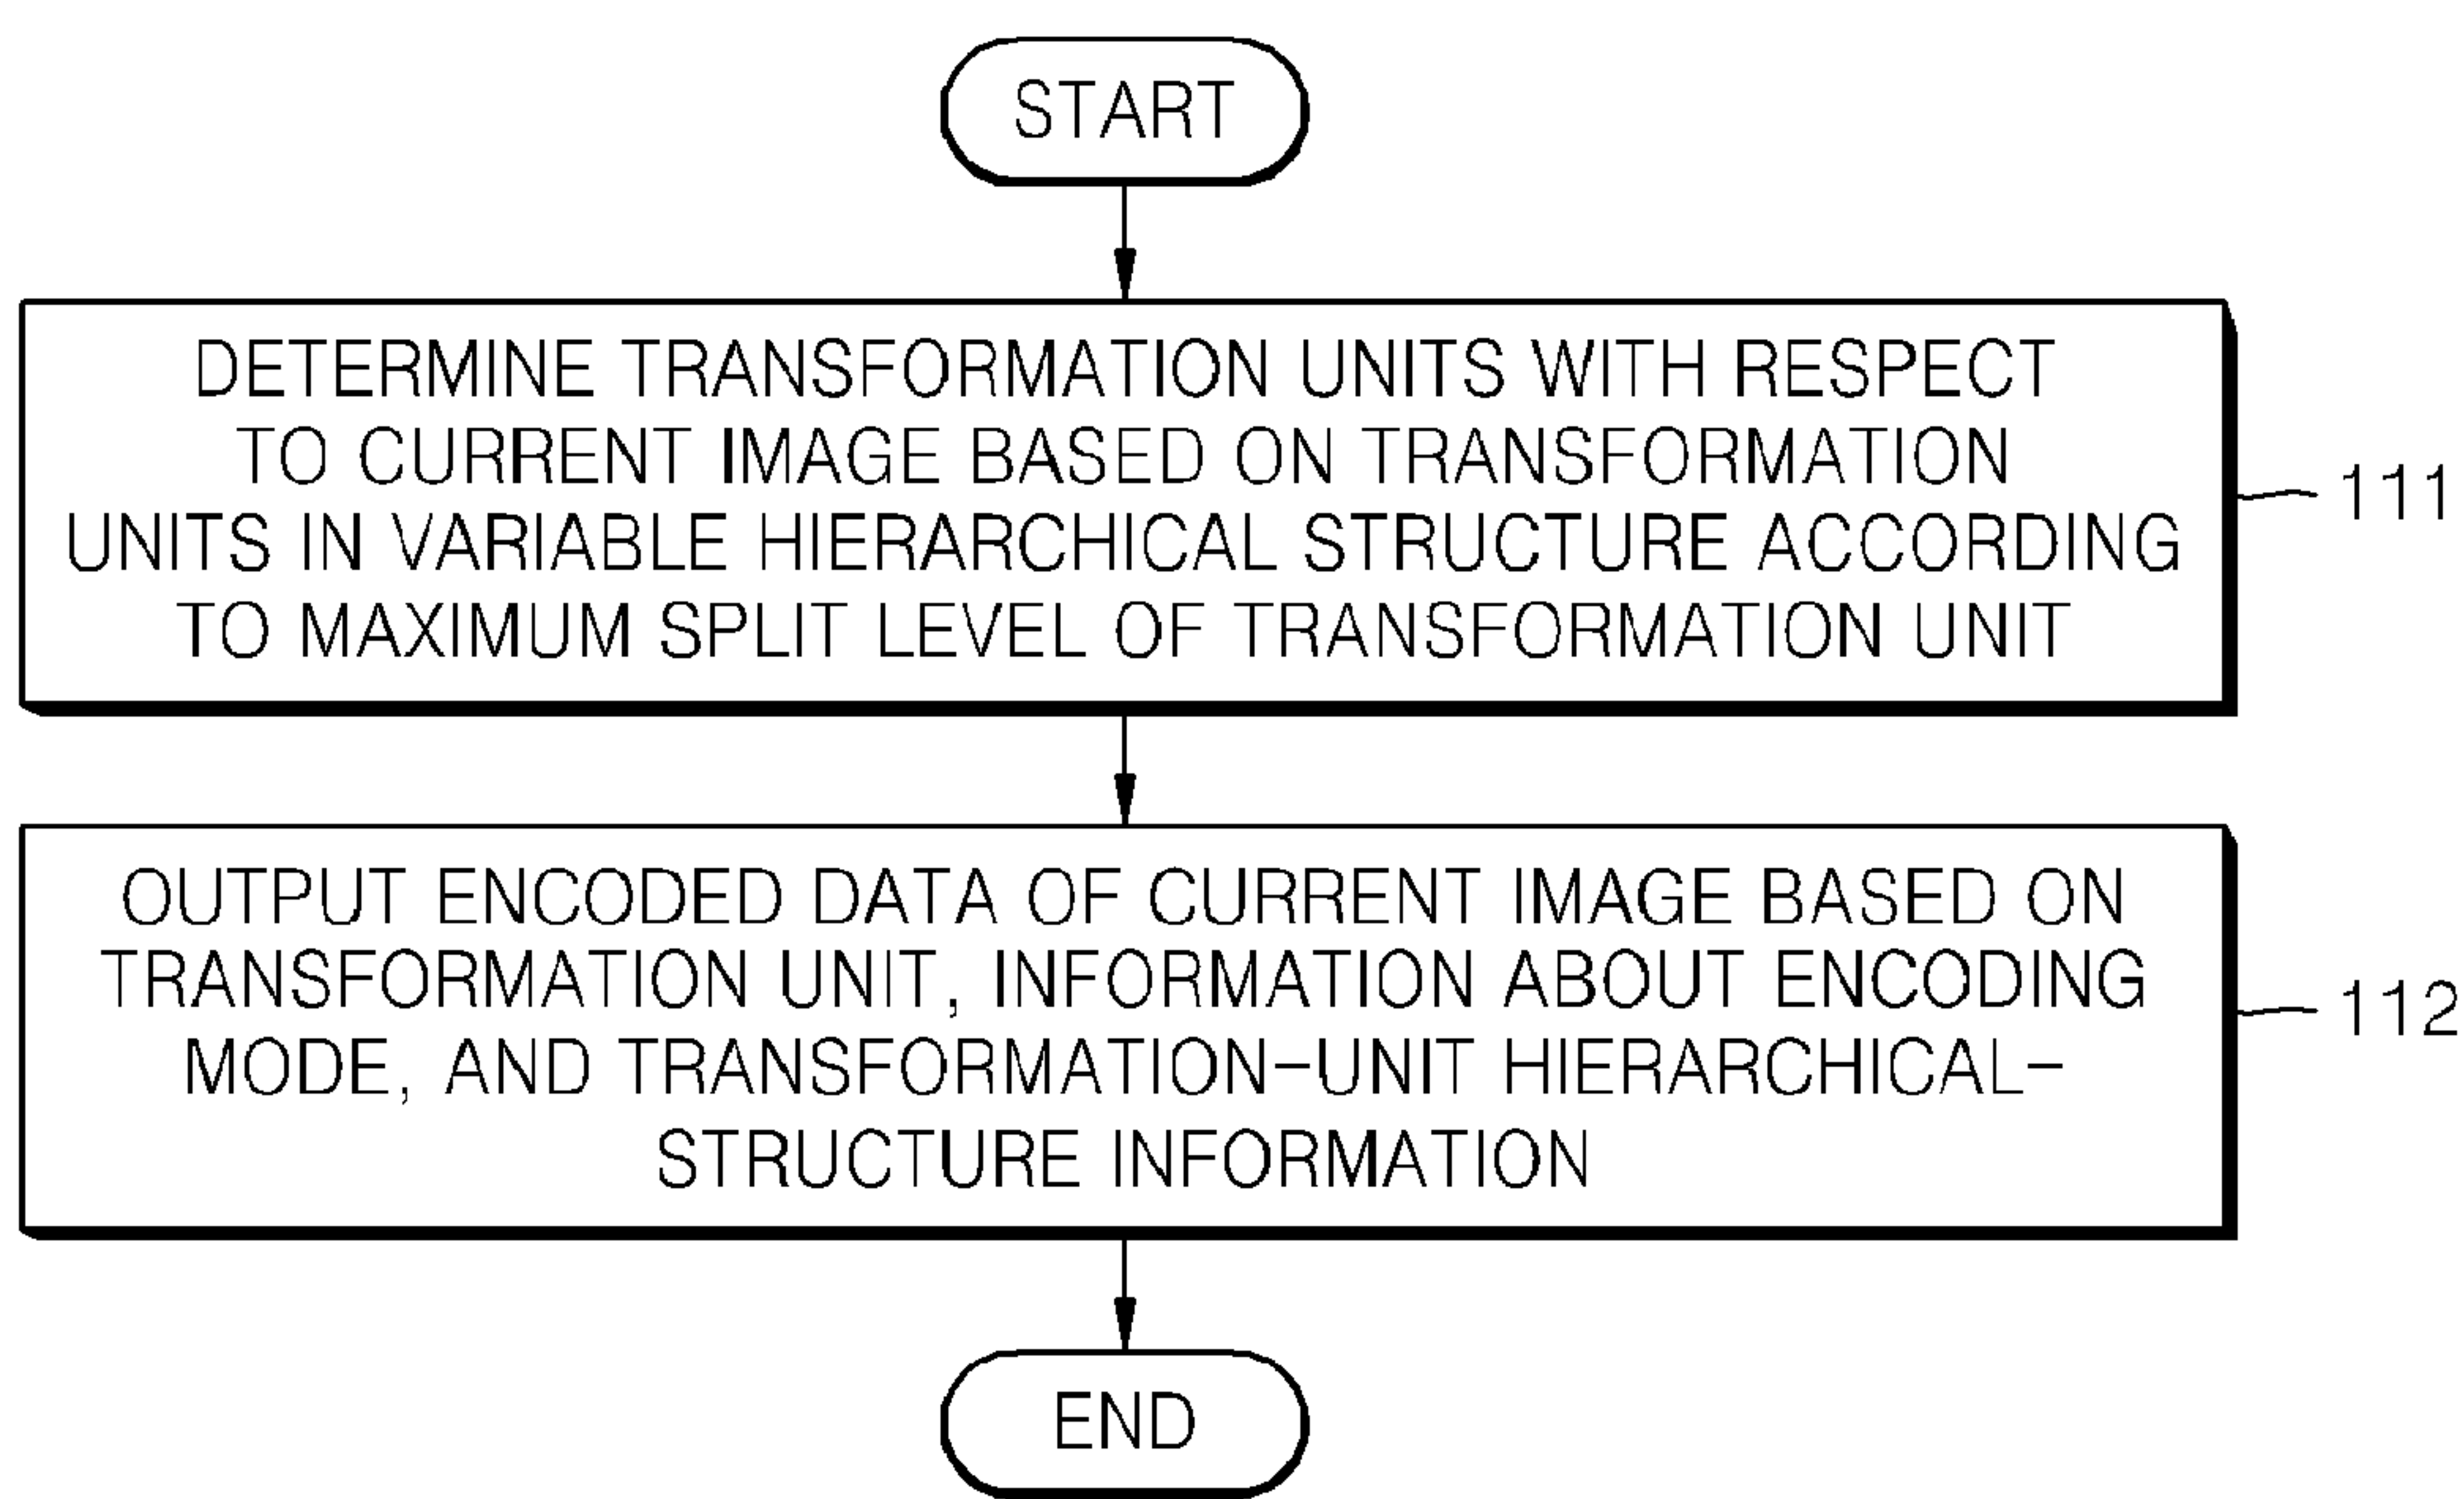 START
DETERMINE TRANSFORMATION UNITS WITH RESPECT
TO CURRENT IMAGE BASED ON TRANSFORMATION
UNITS IN VARIABLE HIERARCHICAL STRUCTURE ACCORDING
TO MAXIMUM SPLIT LEVEL OF TRANSFORMATION UNIT
111
OUTPUT ENCODED DATA OF CURRENT IMAGE BASED ON
TRANSFORMATION UNIT, INFORMATION ABOUT ENCODING
MODE, AND TRANSFORMATION-UNIT HIERARCHICAL-
STRUCTURE INFORMATION
112
END